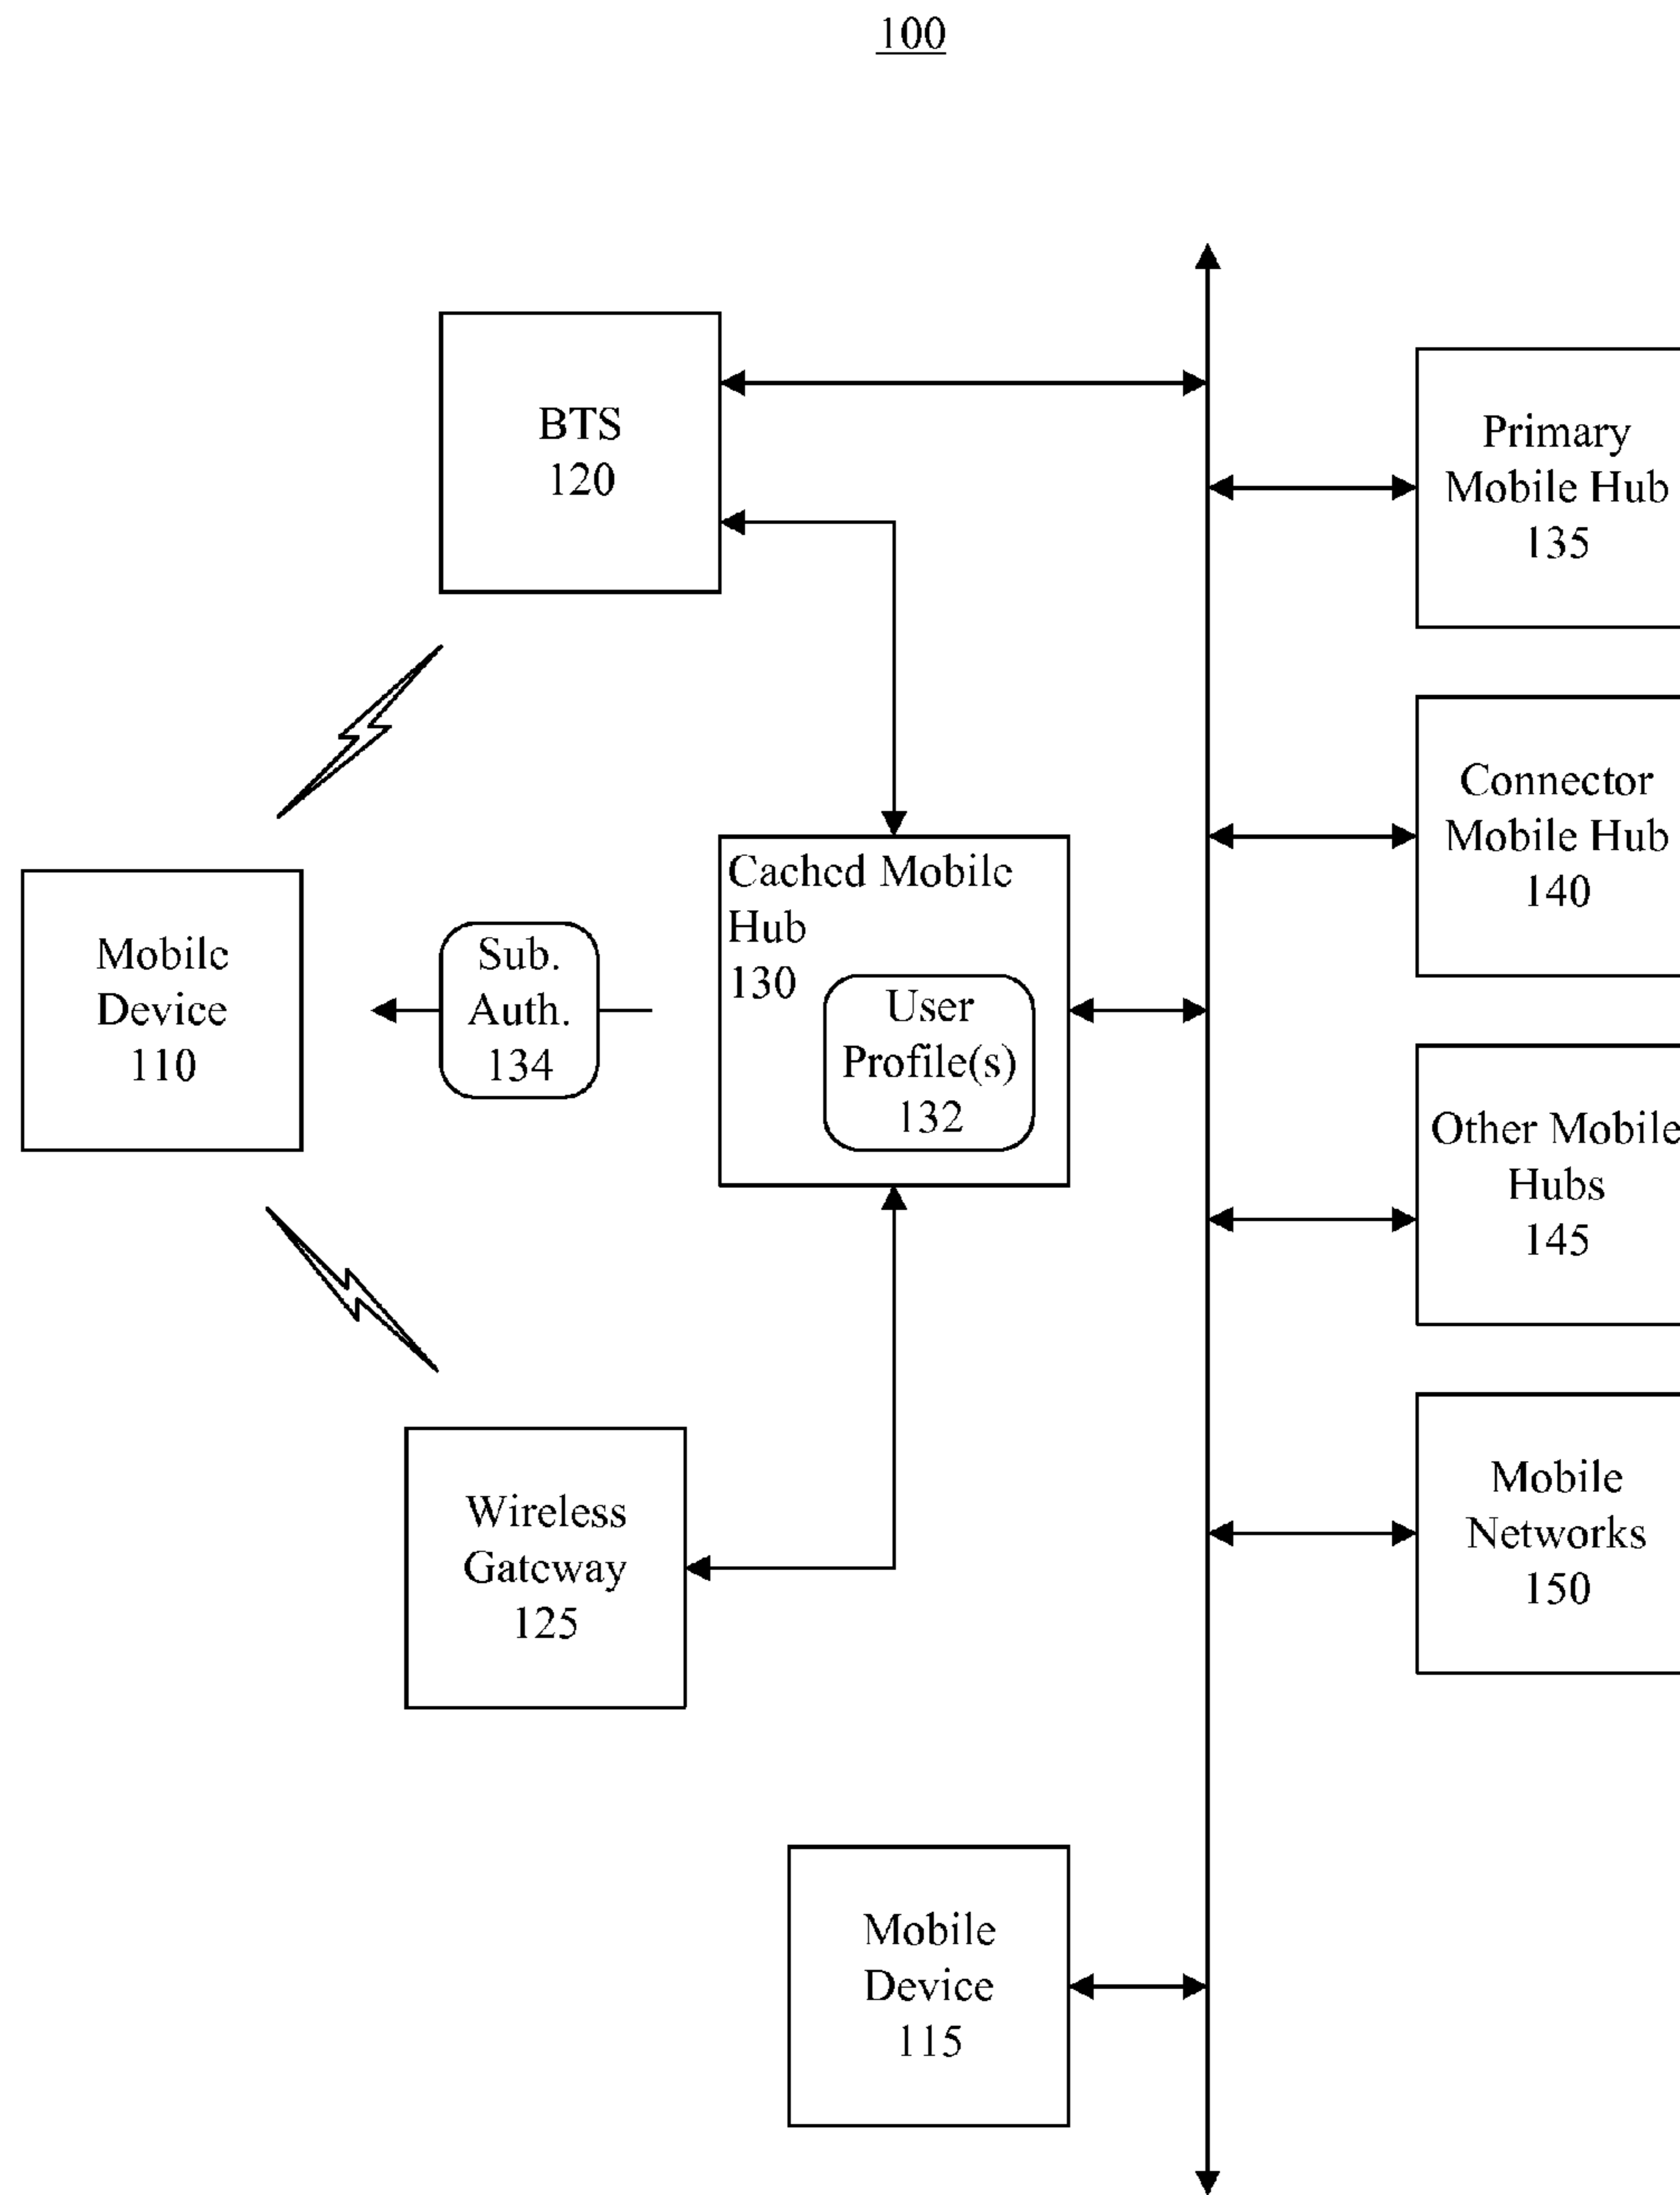 100
BTS
120
Primary
Mobile Hub
135
Connector
Mobile Hub
140
Cached Mobile
Hub
130
User
Profile(s)
132
Sub.
Auth.
134
Mobile
Device
110
Other Mobile
Hubs
145
Wireless
Gateway
125
Mobile
Networks
150
Mobile
Device
115